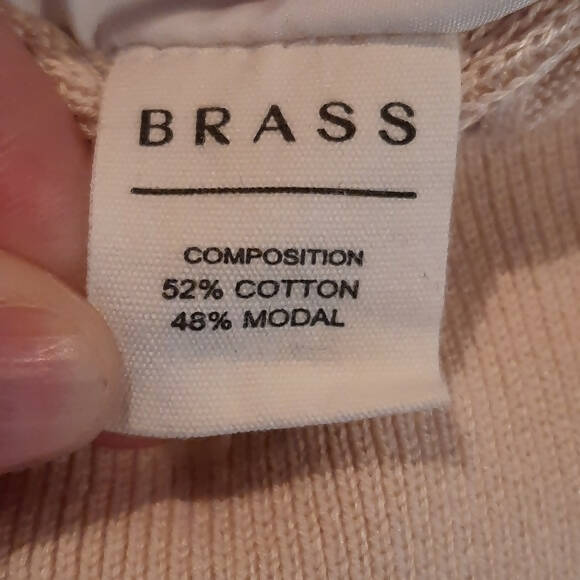 BRASS
COMPOSITION
52% COTTON
48% MODAL